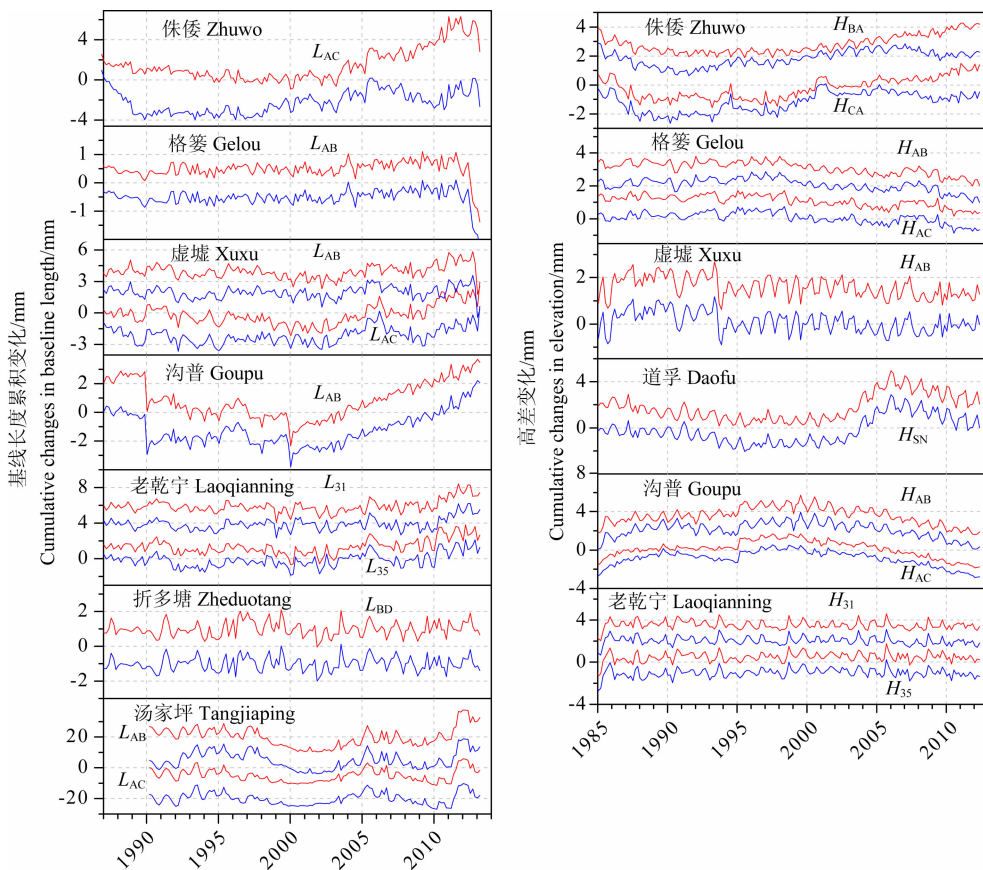 基线长度累积变化/mm
Cumulative changes in baseline length/mm
侏倭 Zhuwo
L_AC
4
0
-4
格篓 Gelou
L_AB
1
0
-1
虚墟 Xuxu
L_AB
6
3
0
-3
L_AC
沟普 Goupu
L_AB
2
0
-2
老乾宁 Laoqianning
L_31
8
4
0
L_35
折多塘 Zheduotang
L_BD
2
0
-2
汤家坪 Tangjiaping
L_AB
20
0
L_AC
-20
1990
1995
2000
2005
2010
高差变化/mm
Cumulative changes in elevation/mm
侏倭 Zhuwo
H_BA
4
2
0
-2
H_CA
格篓 Gelou
H_AB
4
2
0
H_AC
虚墟 Xuxu
H_AB
2
0
道孚 Daofu
4
0
H_SN
沟普 Goupu
8
H_AB
4
0
H_AC
-4
老乾宁 Laoqianning
H_31
4
0
H_35
-4
1985
1990
1995
2000
2005
2010